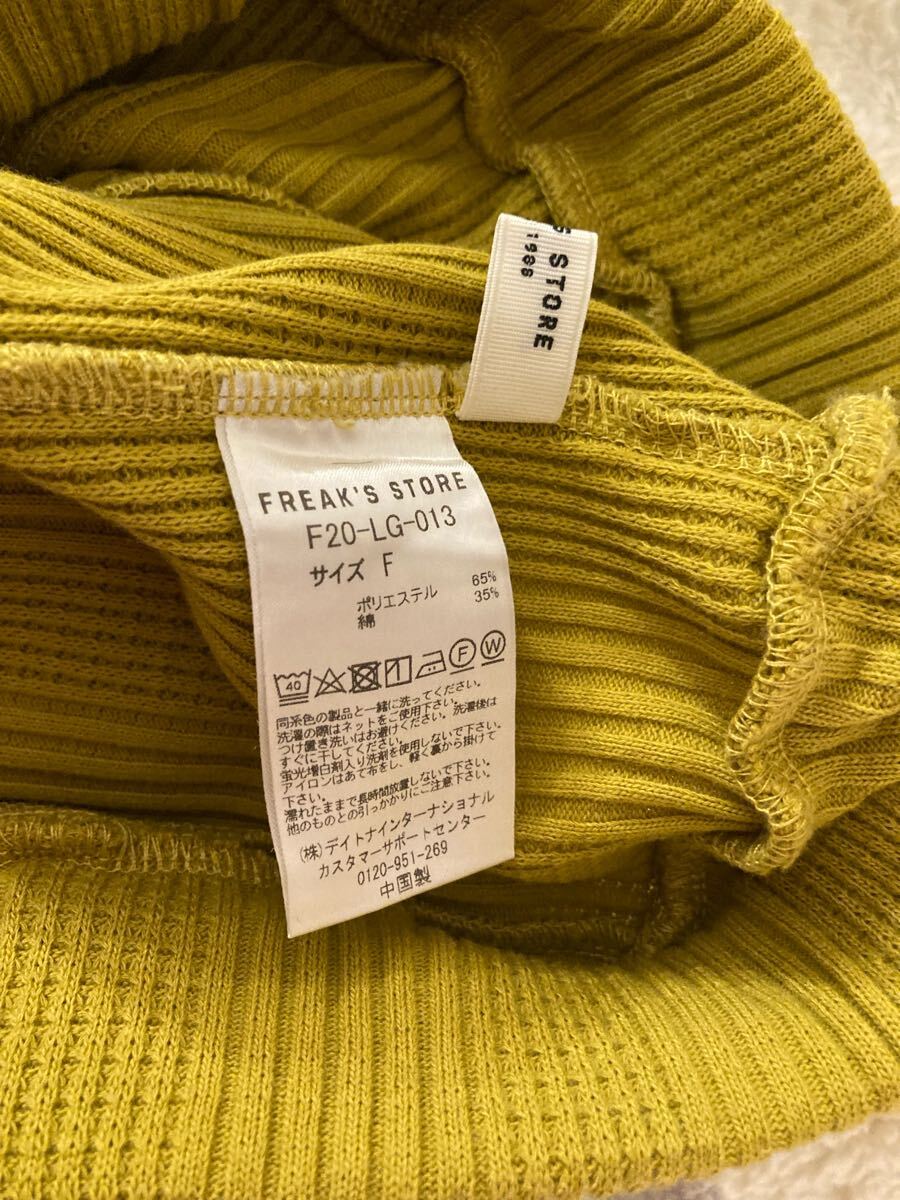 S STORE
1986
FREAK'S STORE
F20-LG-013
サイズ F
ポリエステル 65%
綿 35%
40 F W
同系色の製品と一緒に洗ってください。
洗濯の際はネットをご使用下さい。
つけ置き洗いはお避けください。洗濯後は
すぐに干してください。
蛍光増白剤入り洗剤を使用しないで下さい。
アイロンはあて布をし、軽く裏から掛けて
下さい。
濡れたままで長時間放置しないで下さい。
他のものとの引っかかりにご注意下さい。
(株)デイトナインターナショナル
カスタマーサポートセンター
0120-951-269
中国製